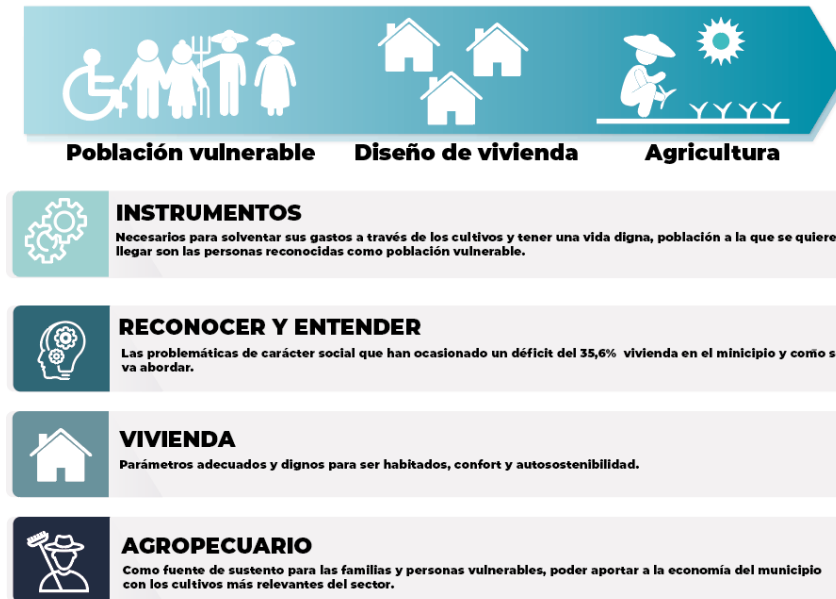 Población vulnerable Diseño de vivienda Agricultura
INSTRUMENTOS
Necesarios para solventar sus gastos a través de los cultivos y tener una vida digna, población a la que se quiere
llegar son las personas reconocidas como población vulnerable.
RECONOCER Y ENTENDER
Las problemáticas de carácter social que han ocasionado un déficit del 35,6% vivienda en el minicipio y como s
va abordar.
VIVIENDA
Parámetros adecuados y dignos para ser habitados, confort y autosostenibilidad.
AGROPECUARIO
Como fuente de sustento para las familias y personas vulnerables, poder aportar a la economía del municipio
con los cultivos más relevantes del sector.